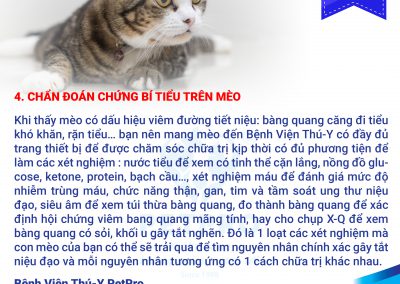 4. CHẨN ĐOÁN CHỨNG BÍ TIỂU TRÊN MÈO
Khi thấy mèo có dấu hiệu viêm đường tiết niệu: bàng quang căng đi tiểu
khó khăn, rặn tiểu... bạn nên mang mèo đến Bệnh Viện Thú-Y có đầy đủ
trang thiết bị để được chăm sóc chữa trị kịp thời có đủ phương tiện để
làm các xét nghiệm : nước tiểu để xem có tinh thể cặn lắng, nồng độ glu-
cose, ketone, protein, bạch cầu..., xét nghiệm máu để đánh giá mức độ
nhiễm trùng máu, chức năng thận, gan, tim và tầm soát ung thư niệu
đạo, siêu âm để xem túi thừa bàng quang, đo thành bàng quang để xác
định hội chứng viêm bang quang mãng tính, hay cho chụp X-Q để xem
bàng quang có sỏi, khối u gây tắt nghẽn. Đó là 1 loạt các xét nghiệm mà
con mèo của bạn có thể sẽ trải qua để tìm nguyên nhân chính xác gây tắt
niệu đạo và mỗi nguyên nhân tương ứng có 1 cách chữa trị khác nhau.
Bệnh Viện Thú-Y PetPro